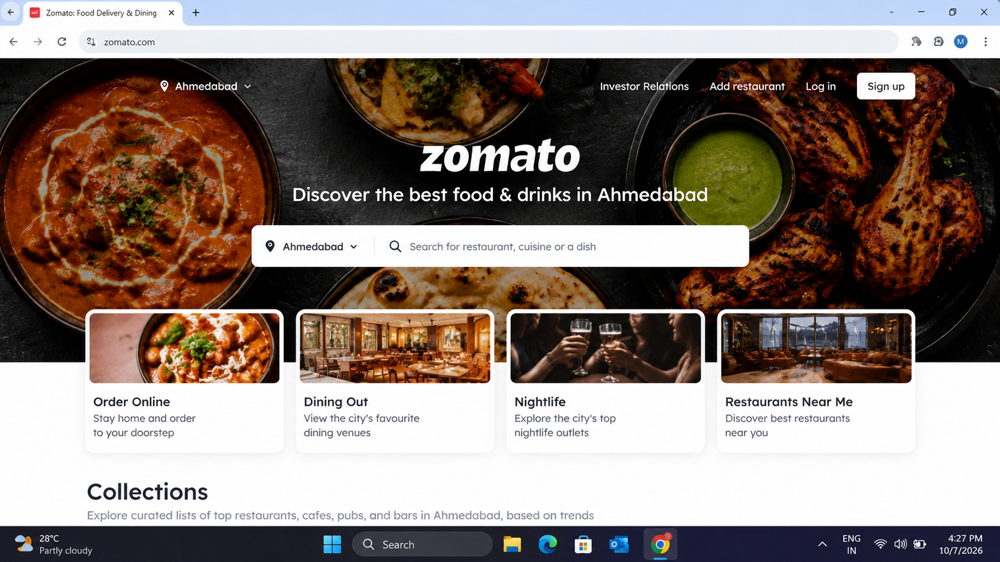 Zomato: Food Delivery & Dining
zomato.com
M
Ahmedabad
Investor Relations
Add restaurant
Log in
Sign up
zomato
Discover the best food & drinks in Ahmedabad
Ahmedabad
Search for restaurant, cuisine or a dish
Order Online
Stay home and order
to your doorstep
Dining Out
View the city's favourite
dining venues
Nightlife
Explore the city's top
nightlife outlets
Restaurants Near Me
Discover best restaurants
near you
Collections
Explore curated lists of top restaurants, cafes, pubs, and bars in Ahmedabad, based on trends
28°C
Partly cloudy
Search
ENG
IN
4:27 PM
10/7/2026